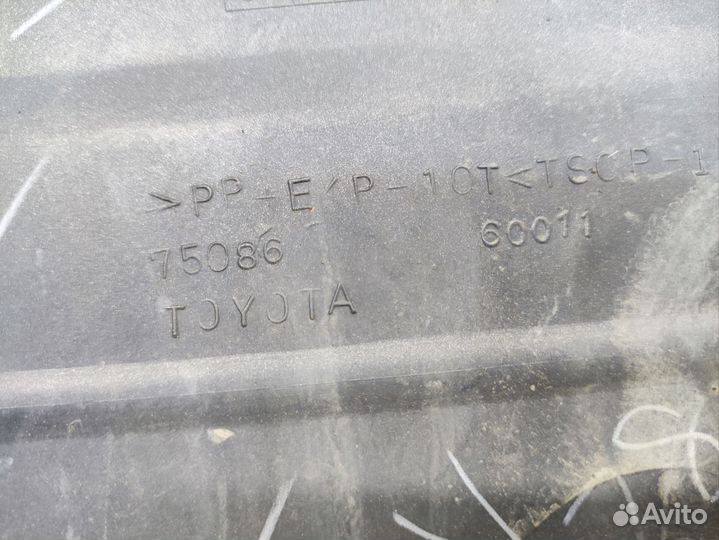 >PP-E/P-10T<TSOP-1
75086 60011
TOYOTA
Avito